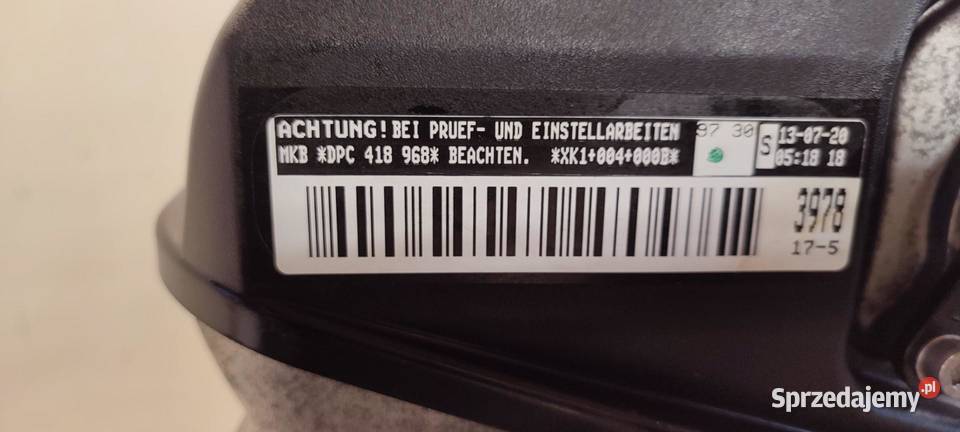 ACHTUNG! BEI PRUEF- UND EINSTELLARBEITEN
MKB *DPC 418 968* BEACHTEN. *XK1+004+000B*
37 30
S
13-07-20
05:18 18
3978
17-5
Sprzedajemy.pl